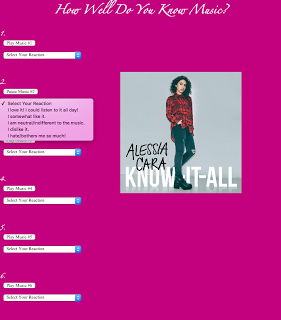 How Well Do You Know Music?
1.
Play Music #1
Select Your Reaction
2.
Pause Music #2
✓ Select Your Reaction
I love it! I could listen to it all day!
I somewhat like it.
I am neutral/indifferent to the music.
I dislike it.
I hate/bothers me so much!
Select Your Reaction
4.
Play Music #4
Select Your Reaction
5.
Play Music #5
Select Your Reaction
6.
Play Music #6
Select Your Reaction
ALESSIA
CARA
KNOW-IT-ALL